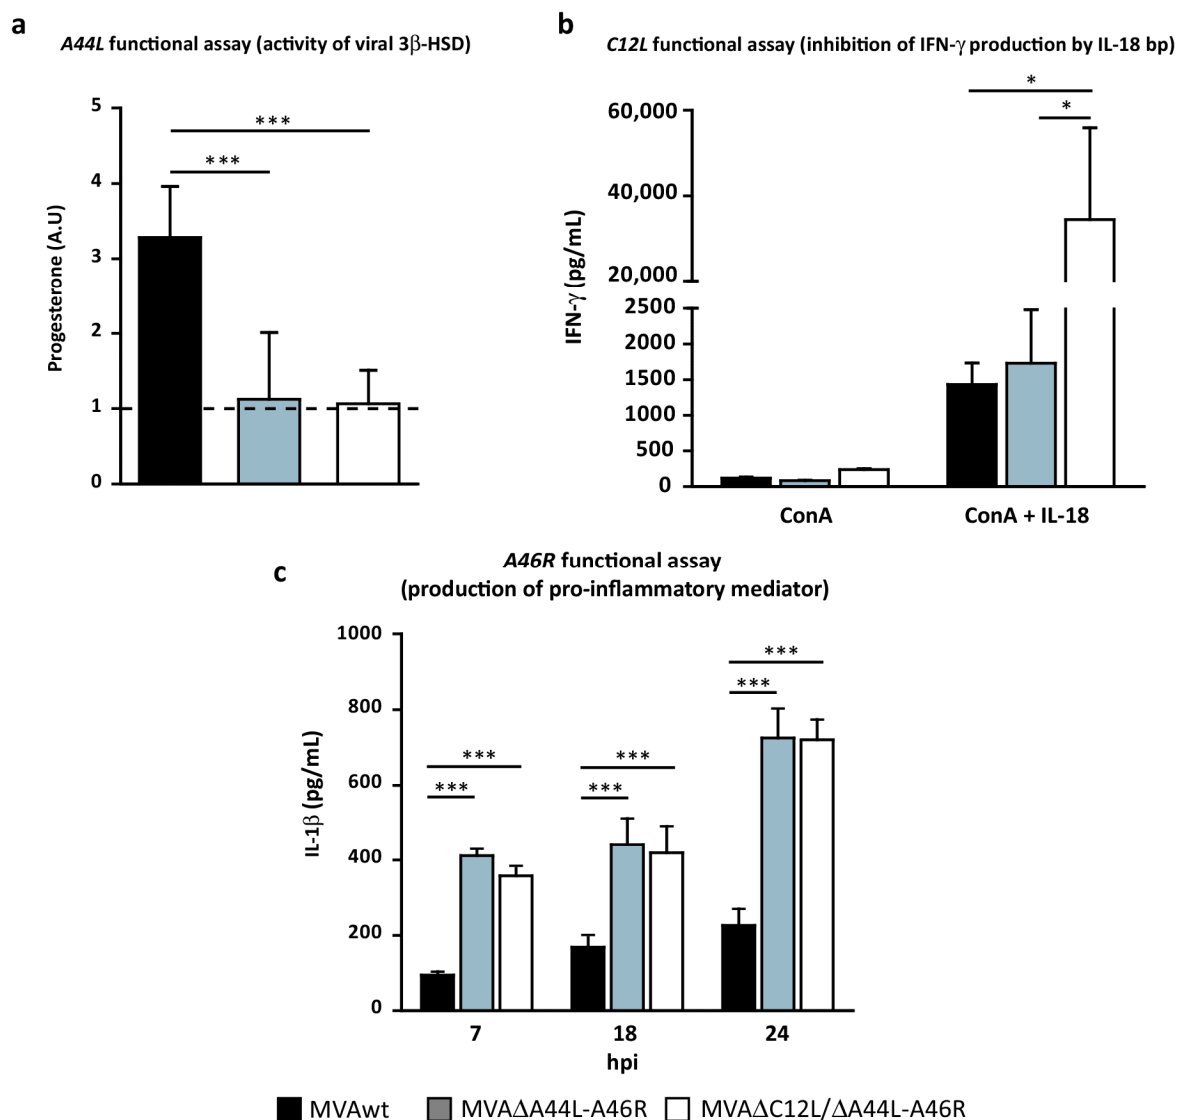 a
A44L functional assay (activity of viral 3β-HSD)
5
4
3
2
1
0
Progesterone (A.U)
***
***
b
C12L functional assay (inhibition of IFN-γ production by IL-18 bp)
60,000
40,000
20,000
2500
2000
1500
1000
500
0
IFN-γ (pg/mL)
*
*
ConA
ConA + IL-18
c
A46R functional assay
(production of pro-inflammatory mediator)
1000
800
600
400
200
0
IL-1β (pg/mL)
***
***
***
***
***
***
7
18
24
hpi
MVAwt
MVAΔA44L-A46R
MVAΔC12L/ΔA44L-A46R